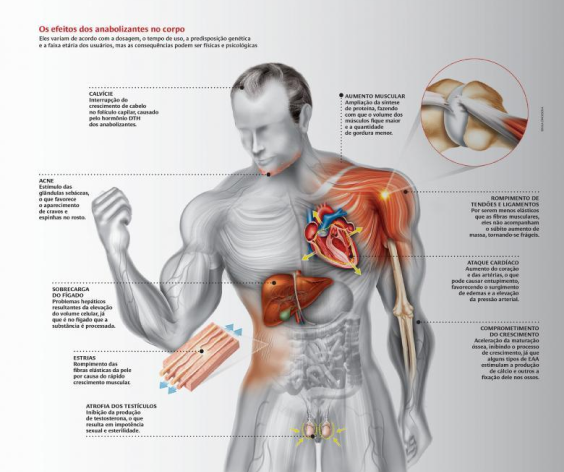 Os efeitos dos anabolizantes no corpo
Eles variam de acordo com a dosagem, o tempo de uso, a predisposição genética
e a faixa etária dos usuários, mas as consequências podem ser físicas e psicológicas
CALVÍCIE
Interrupção do
crescimento de cabelo
no folículo capilar, causado
pelo hormônio DTH
dos anabolizantes.
AUMENTO MUSCULAR
Ampliação da síntese
de proteína, fazendo
com que o volume dos
músculos fique maior
e a quantidade
de gordura menor.
ACNE
Estímulo das
glândulas sebáceas,
o que favorece
o aparecimento
de cravos e
espinhas no rosto.
ROMPIMENTO DE
TENDÕES E LIGAMENTOS
Por serem menos elásticos
que as fibras musculares,
eles não acompanham
o súbito aumento de
massa, tornando-se frágeis.
ATAQUE CARDÍACO
Aumento do coração
e das artérias, o que
pode causar entupimento,
favorecendo o surgimento
de edemas e a elevação
da pressão arterial.
SOBRECARGA
DO FÍGADO
Problemas hepáticos
resultantes da elevação
do volume celular, já
que é no fígado que a
substância é processada.
COMPROMETIMENTO
DO CRESCIMENTO
Aceleração da maturação
óssea, inibindo o processo
de crescimento, já que
alguns tipos de EAA
estimulam a produção
de cálcio e outros a
fixação dele nos ossos.
ESTRIAS
Rompimento das
fibras elásticas da pele
por causa do rápido
crescimento muscular.
ATROFIA DOS TESTÍCULOS
Inibição da produção
de testosterona, o que
resulta em impotência
sexual e esterilidade.